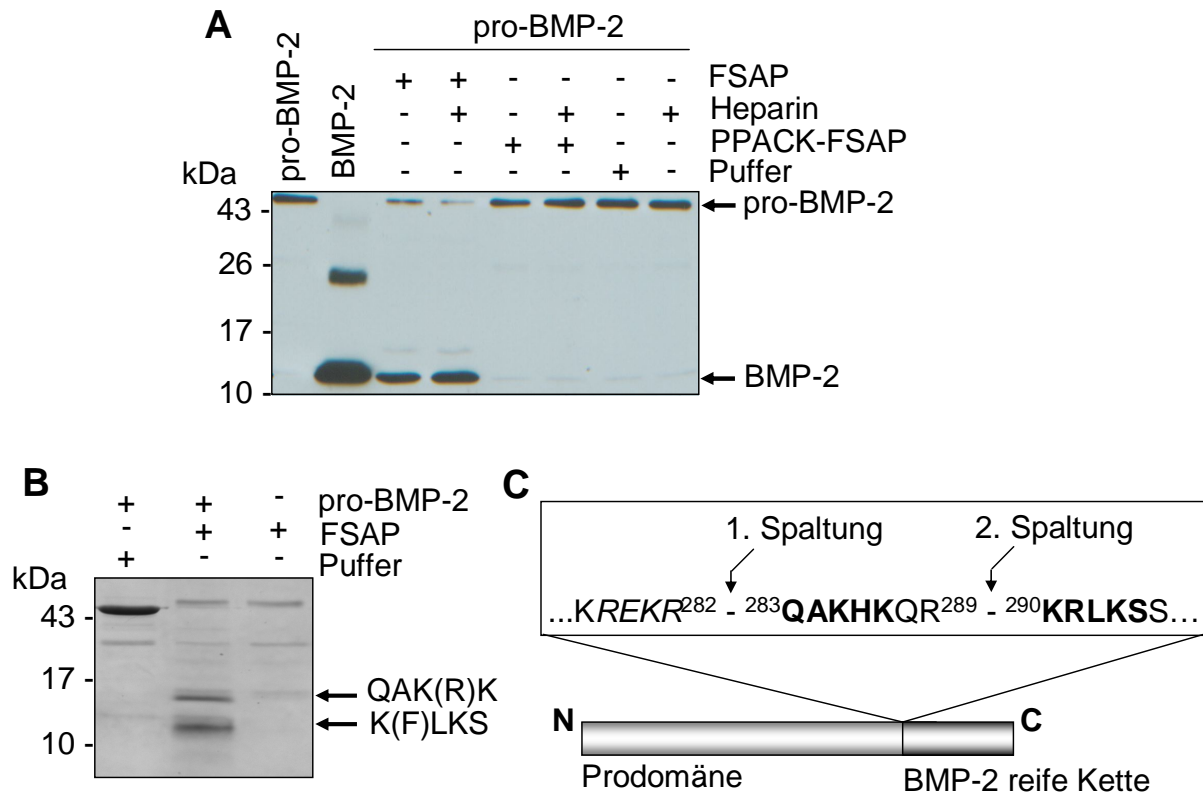 A
pro-BMP-2
pro-BMP-2
BMP-2
+ + - - - - FSAP
- + - + - + Heparin
- - + + - - PPACK-FSAP
- - - - + - Puffer
kDa
43 -
pro-BMP-2
26 -
17 -
10 -
BMP-2
B
+ + - pro-BMP-2
- + + FSAP
+ - - Puffer
kDa
43 -
17 -
QAK(R)K
K(F)LKS
10 -
C
1. Spaltung 2. Spaltung
...KREKR282 - 283QAKHKQR289 - 290KRLKSS...
N C
Prodomäne BMP-2 reife Kette